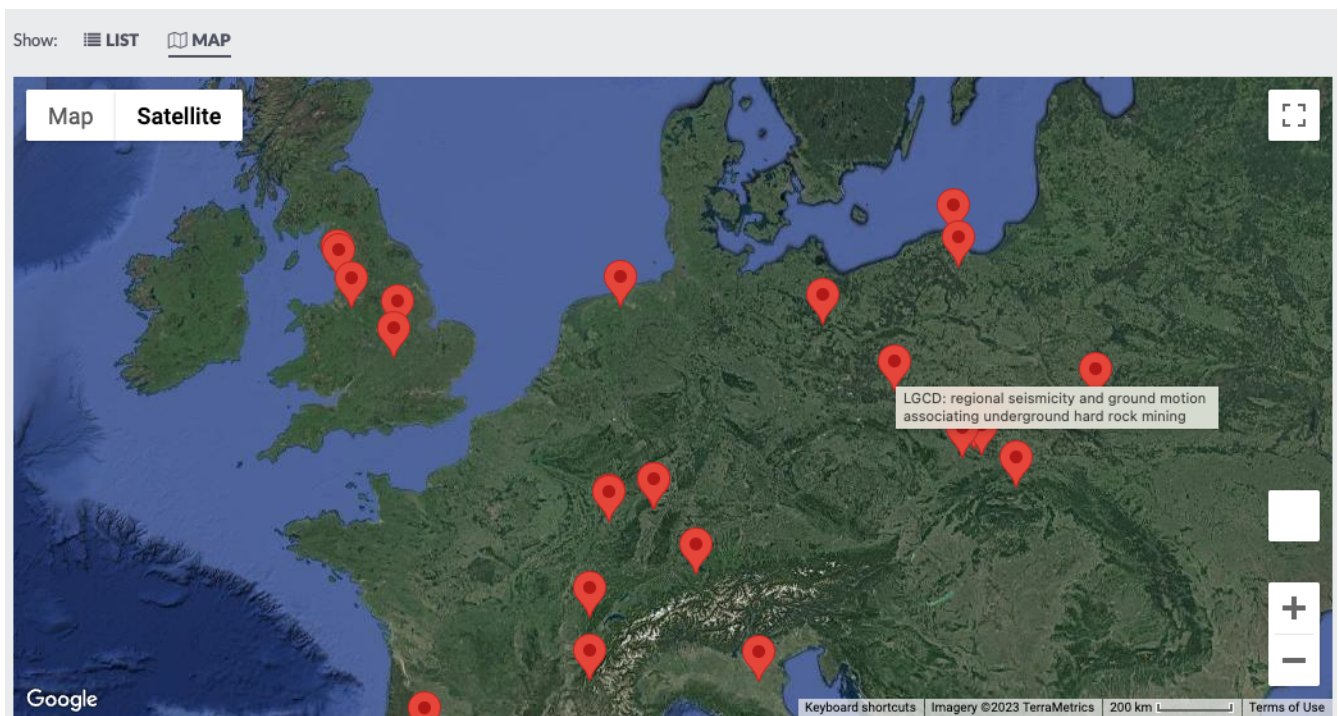 Show: LIST MAP
Map Satellite
LGCD: regional seismicity and ground motion
associating underground hard rock mining
Google
Keyboard shortcuts Imagery ©2023 TerraMetrics 200 km Terms of Use